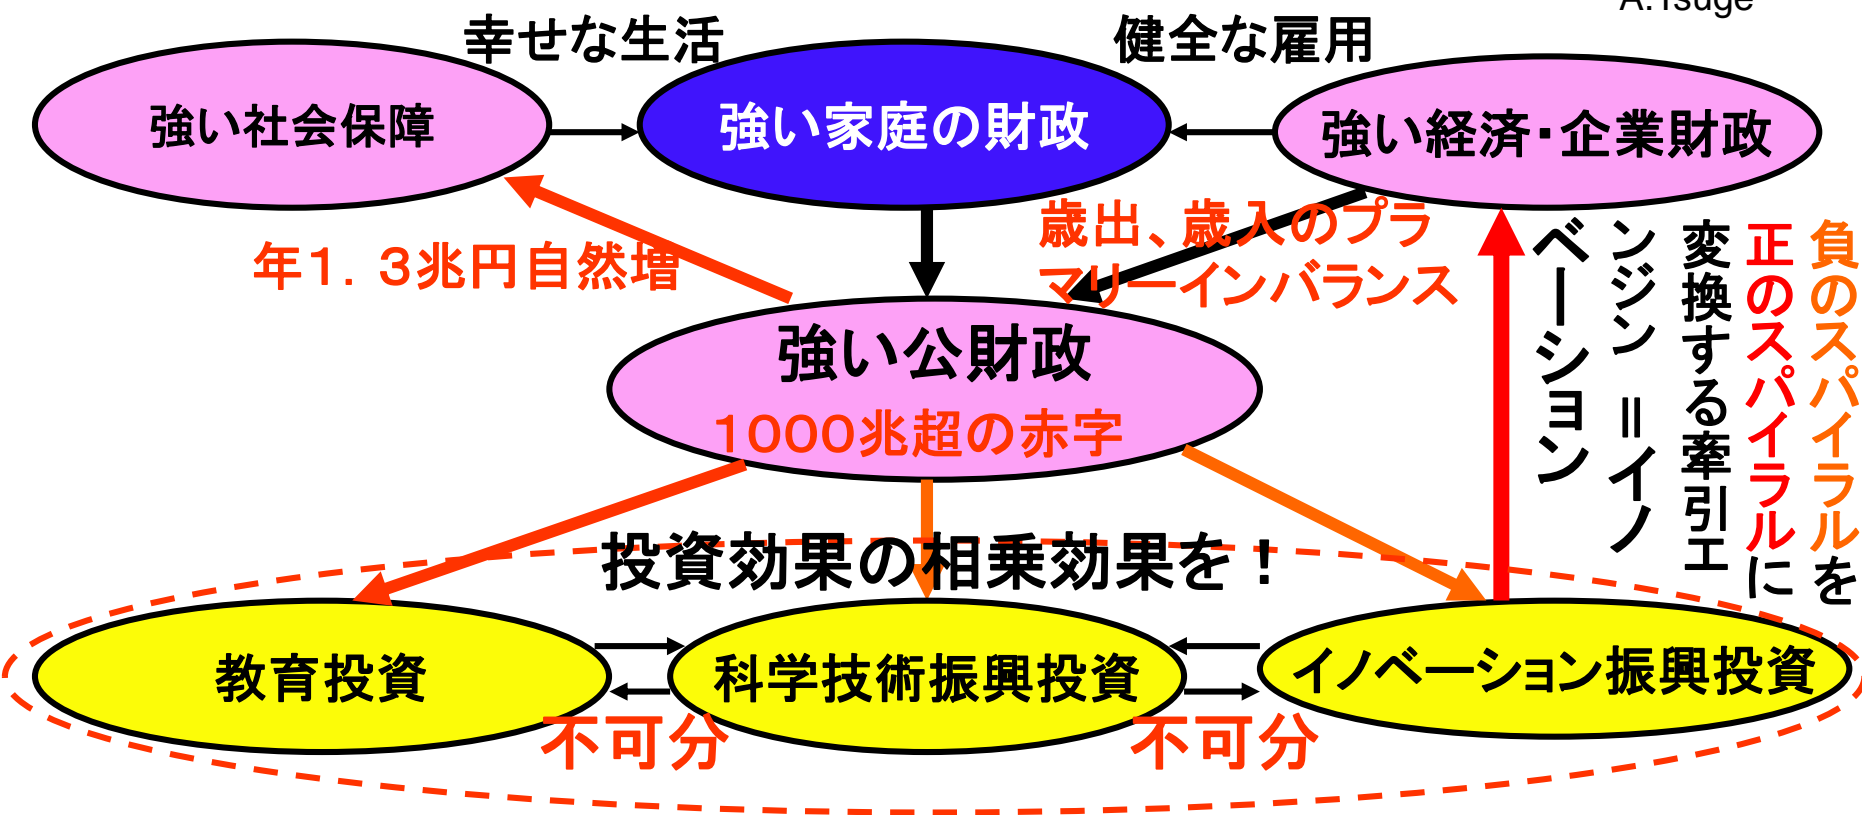 A.Tsuge
幸せな生活
健全な雇用
強い社会保障
強い家庭の財政
強い経済・企業財政
年1．3兆円自然増
歳出、歳入のプラ
マリーインバランス
強い公財政
1000兆超の赤字
負のスパイラルを
正のスパイラルに
変換する牽引エ
ンジン ＝イノ
ベーション
投資効果の相乗効果を！
教育投資
科学技術振興投資
イノベーション振興投資
不可分
不可分